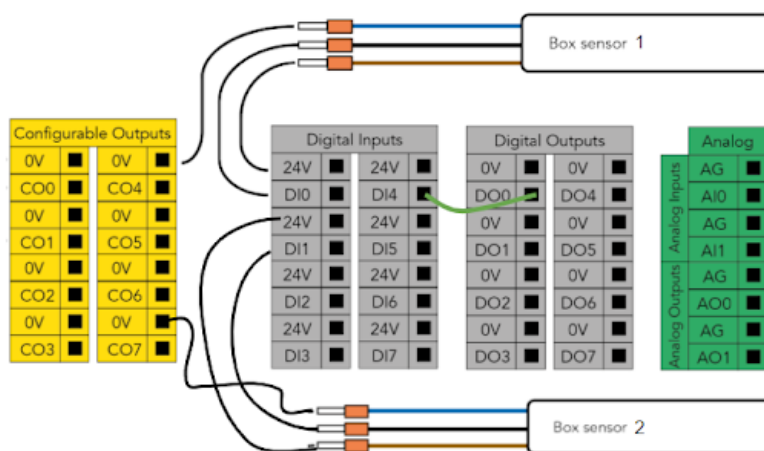 Box sensor 1
Configurable Outputs
0V 0V
CO0 CO4
0V 0V
CO1 CO5
0V 0V
CO2 CO6
0V 0V
CO3 CO7
Digital Inputs
24V 24V
DI0 DI4
24V 24V
DI1 DI5
24V 24V
DI2 DI6
24V 24V
DI3 DI7
Digital Outputs
0V 0V
DO0 DO4
0V 0V
DO1 DO5
0V 0V
DO2 DO6
0V 0V
DO3 DO7
Analog
Analog Inputs
AG
AI0
AG
AI1
Analog Outputs
AG
AO0
AG
AO1
Box sensor 2